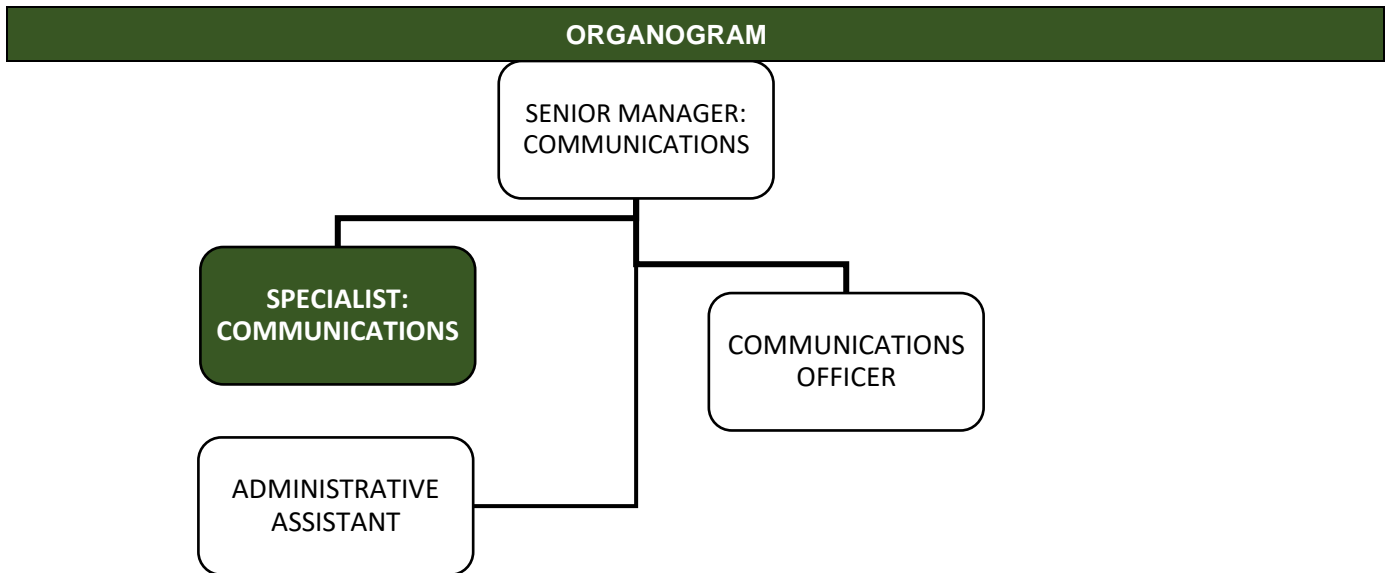 ORGANOGRAM
SENIOR MANAGER:
COMMUNICATIONS
SPECIALIST:
COMMUNICATIONS
COMMUNICATIONS
OFFICER
ADMINISTRATIVE
ASSISTANT